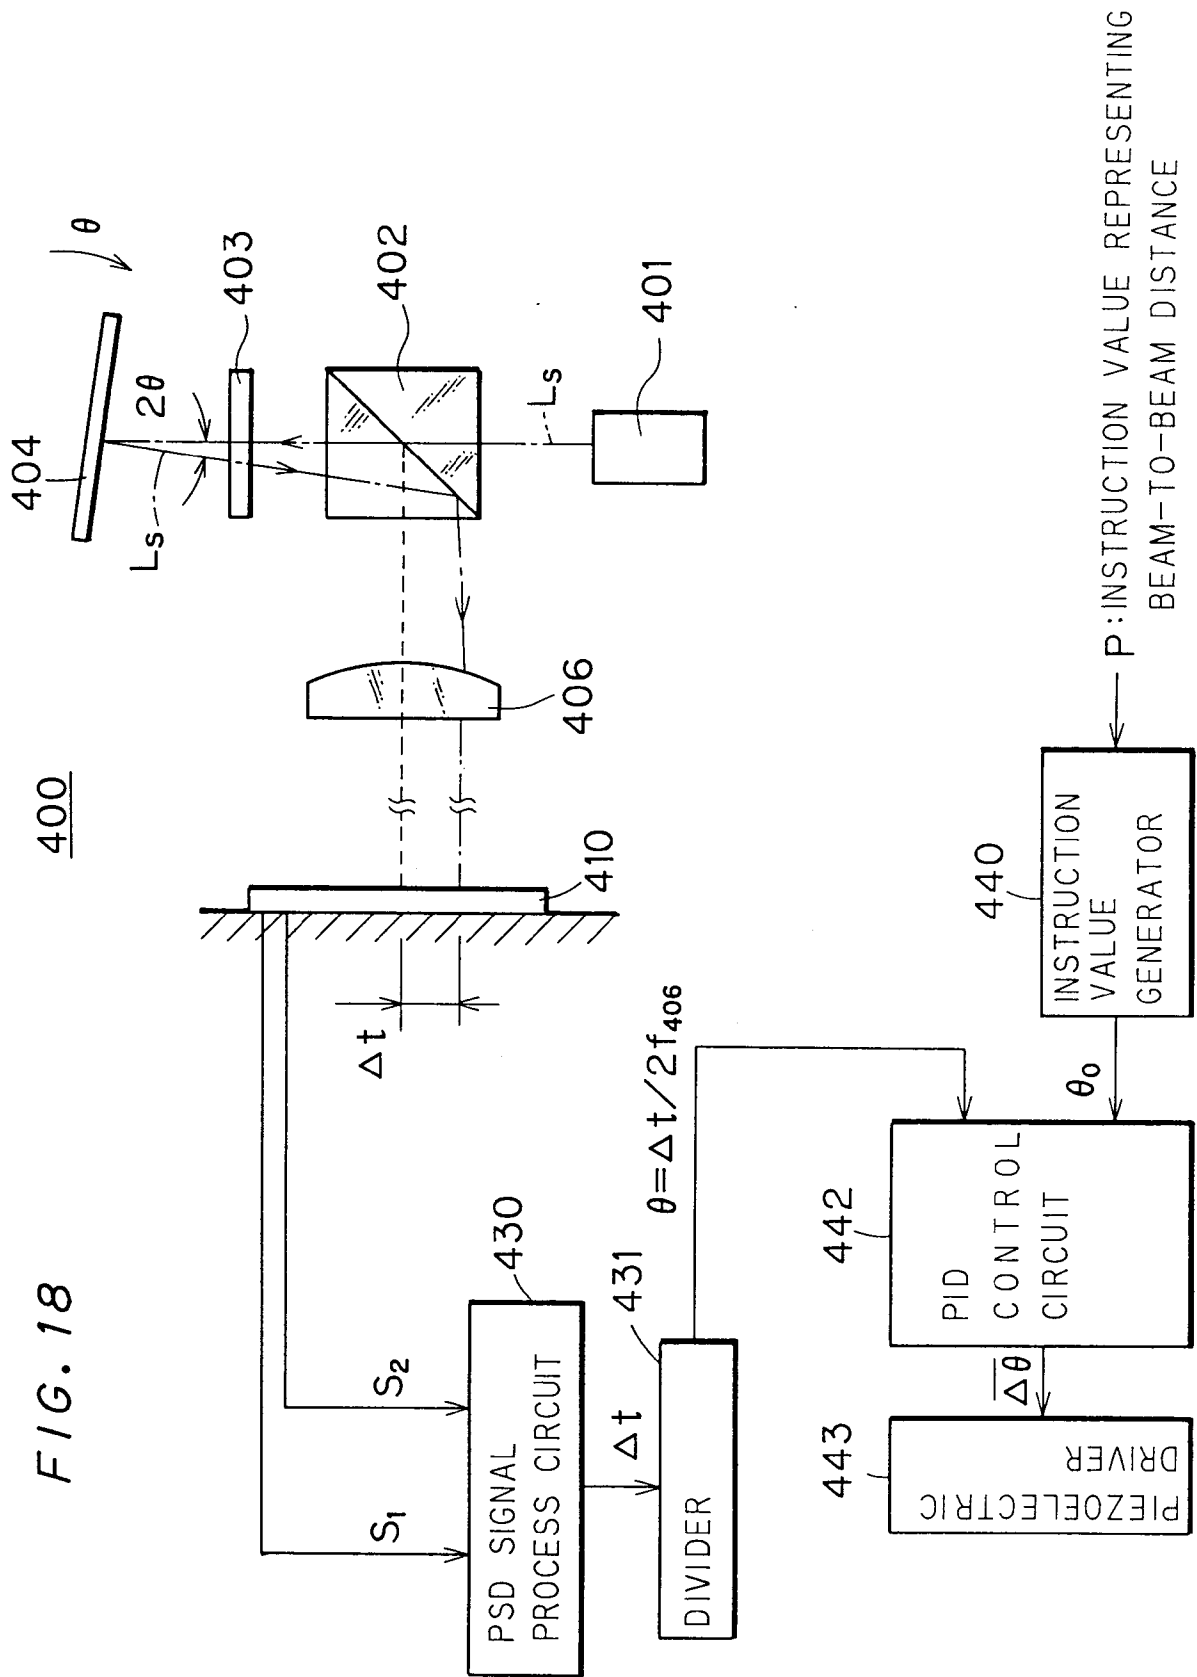 FIG. 18
400
404
θ
2θ
403
Ls
402
Ls
401
406
410
Δt
S1
S2
430
PSD SIGNAL
PROCESS CIRCUIT
Δt
431
DIVIDER
θ=Δt/2f406
440
INSTRUCTION
VALUE
GENERATOR
P:INSTRUCTION VALUE REPRESENTING
BEAM-TO-BEAM DISTANCE
θ0
442
PID
CONTROL
CIRCUIT
Δθ
443
PIEZOELECTRIC
DRIVER